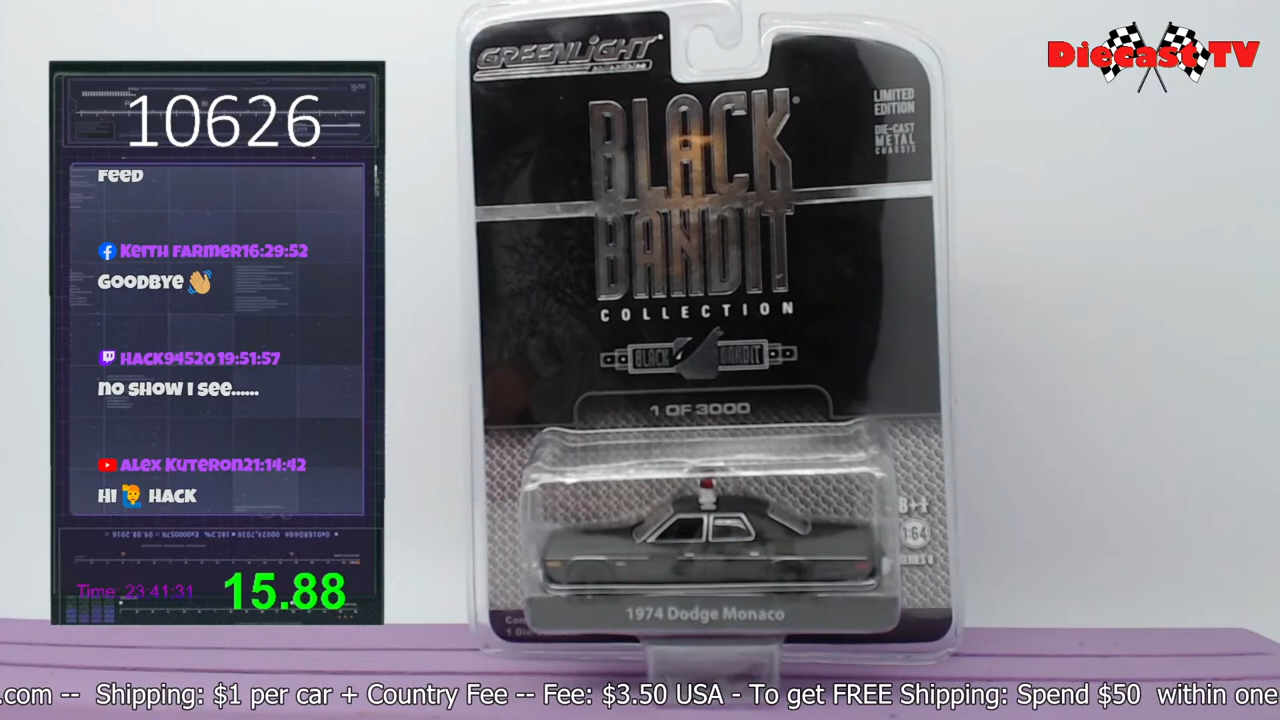 10626
FEED
Keith Farmer16:29:52
GOODBYE 👋🏼
HACK94520 19:51:57
NO SHOW I SEE......
Alex Kuteron21:14:42
HI 🙋‍♂️ HACK
Time: 23:41:31
15.88
GREENLIGHT
BLACK
BANDIT
COLLECTION
BLACK BANDIT
1 OF 3000
LIMITED
EDITION
DIE-CAST
METAL
CHASSIS
8+
1:64
SERIES
1974 Dodge Monaco
Diecast TV
.com -- Shipping: $1 per car + Country Fee -- Fee: $3.50 USA - To get FREE Shipping: Spend $50 within one